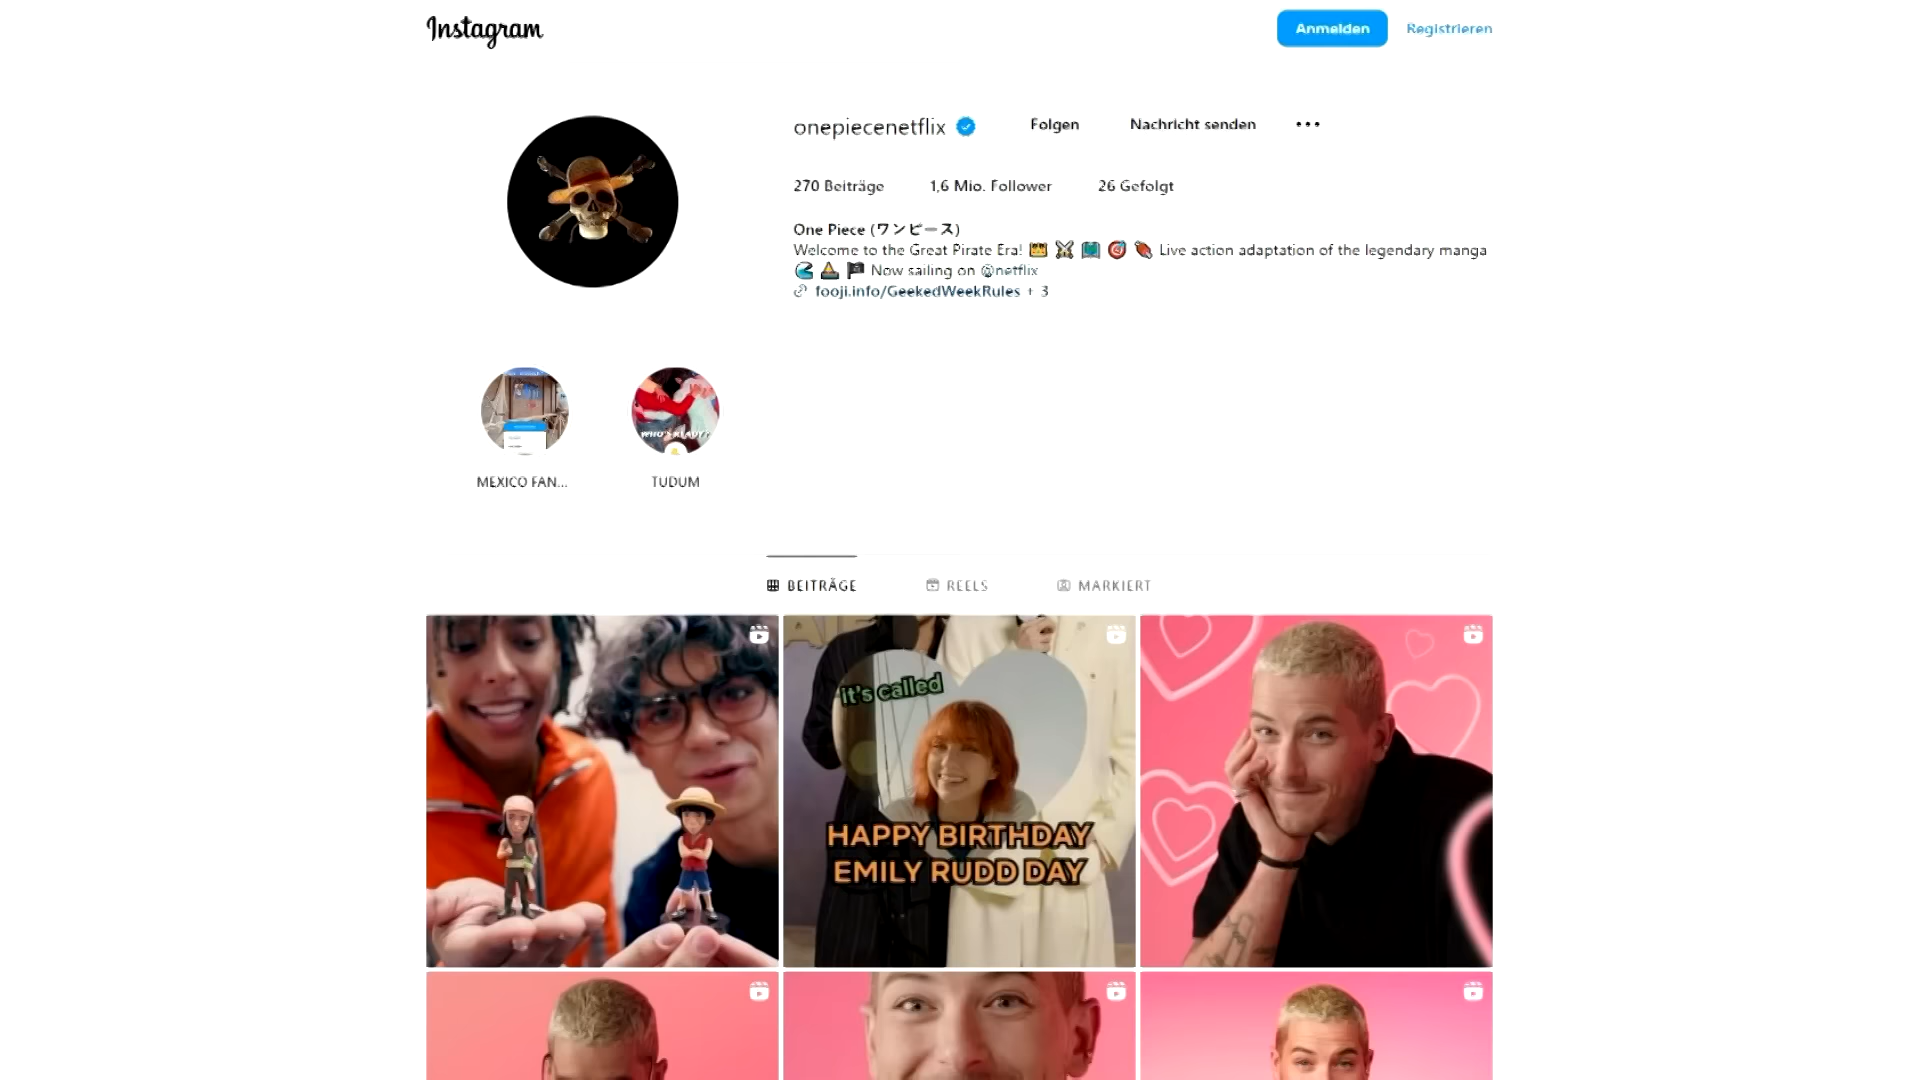 Instagram
Anmelden
Registrieren
onepiecenetflix
Folgen
Nachricht senden
270 Beiträge
1,6 Mio. Follower
26 Gefolgt
One Piece (ワンピース)
Welcome to the Great Pirate Era! 👑 ⚔️ 🗺️ 🎯 🍖 Live action adaptation of the legendary manga
🌊 ⛵ 🏴 Now sailing on @netflix
fooji.info/GeekedWeekRules + 3
WHO'S READY?
MEXICO FAN...
TUDUM
BEITRÄGE
REELS
MARKIERT
it's called
HAPPY BIRTHDAY
EMILY RUDD DAY